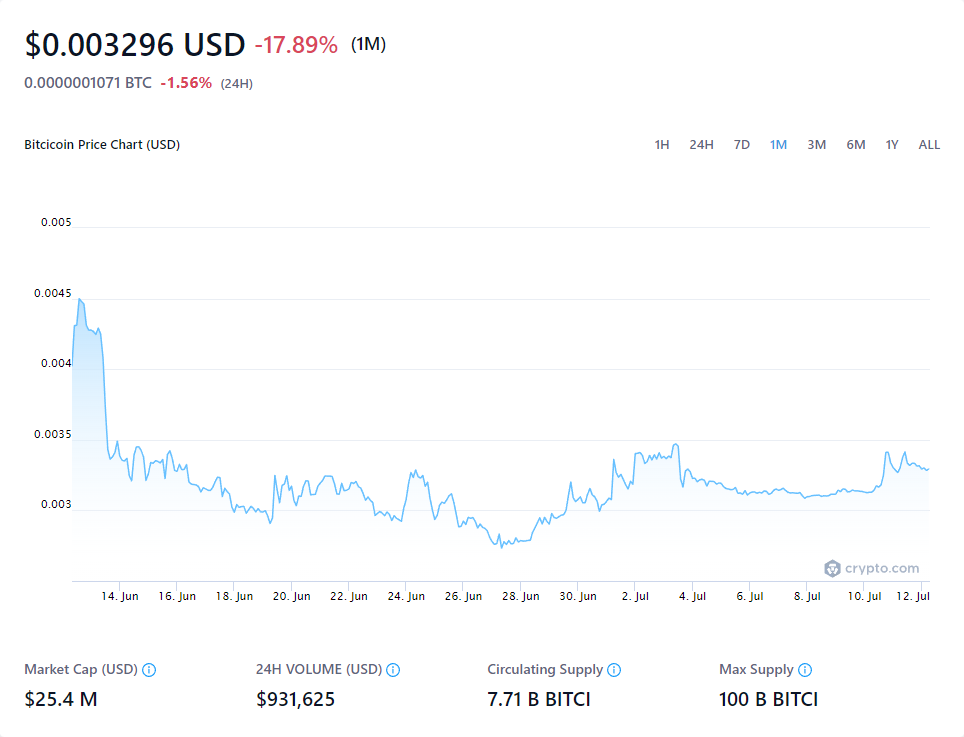 $0.003296 USD -17.89% (1M)
0.0000001071 BTC -1.56% (24H)
Bitcicoin Price Chart (USD) 1H 24H 7D 1M 3M 6M 1Y ALL
0.005
0.0045
0.004
0.0035
0.003
crypto.com
14. Jun 16. Jun 18. Jun 20. Jun 22. Jun 24. Jun 26. Jun 28. Jun 30. Jun 2. Jul 4. Jul 6. Jul 8. Jul 10. Jul 12. Jul
Market Cap (USD) 24H VOLUME (USD) Circulating Supply Max Supply
$25.4 M $931,625 7.71 B BITCI 100 B BITCI